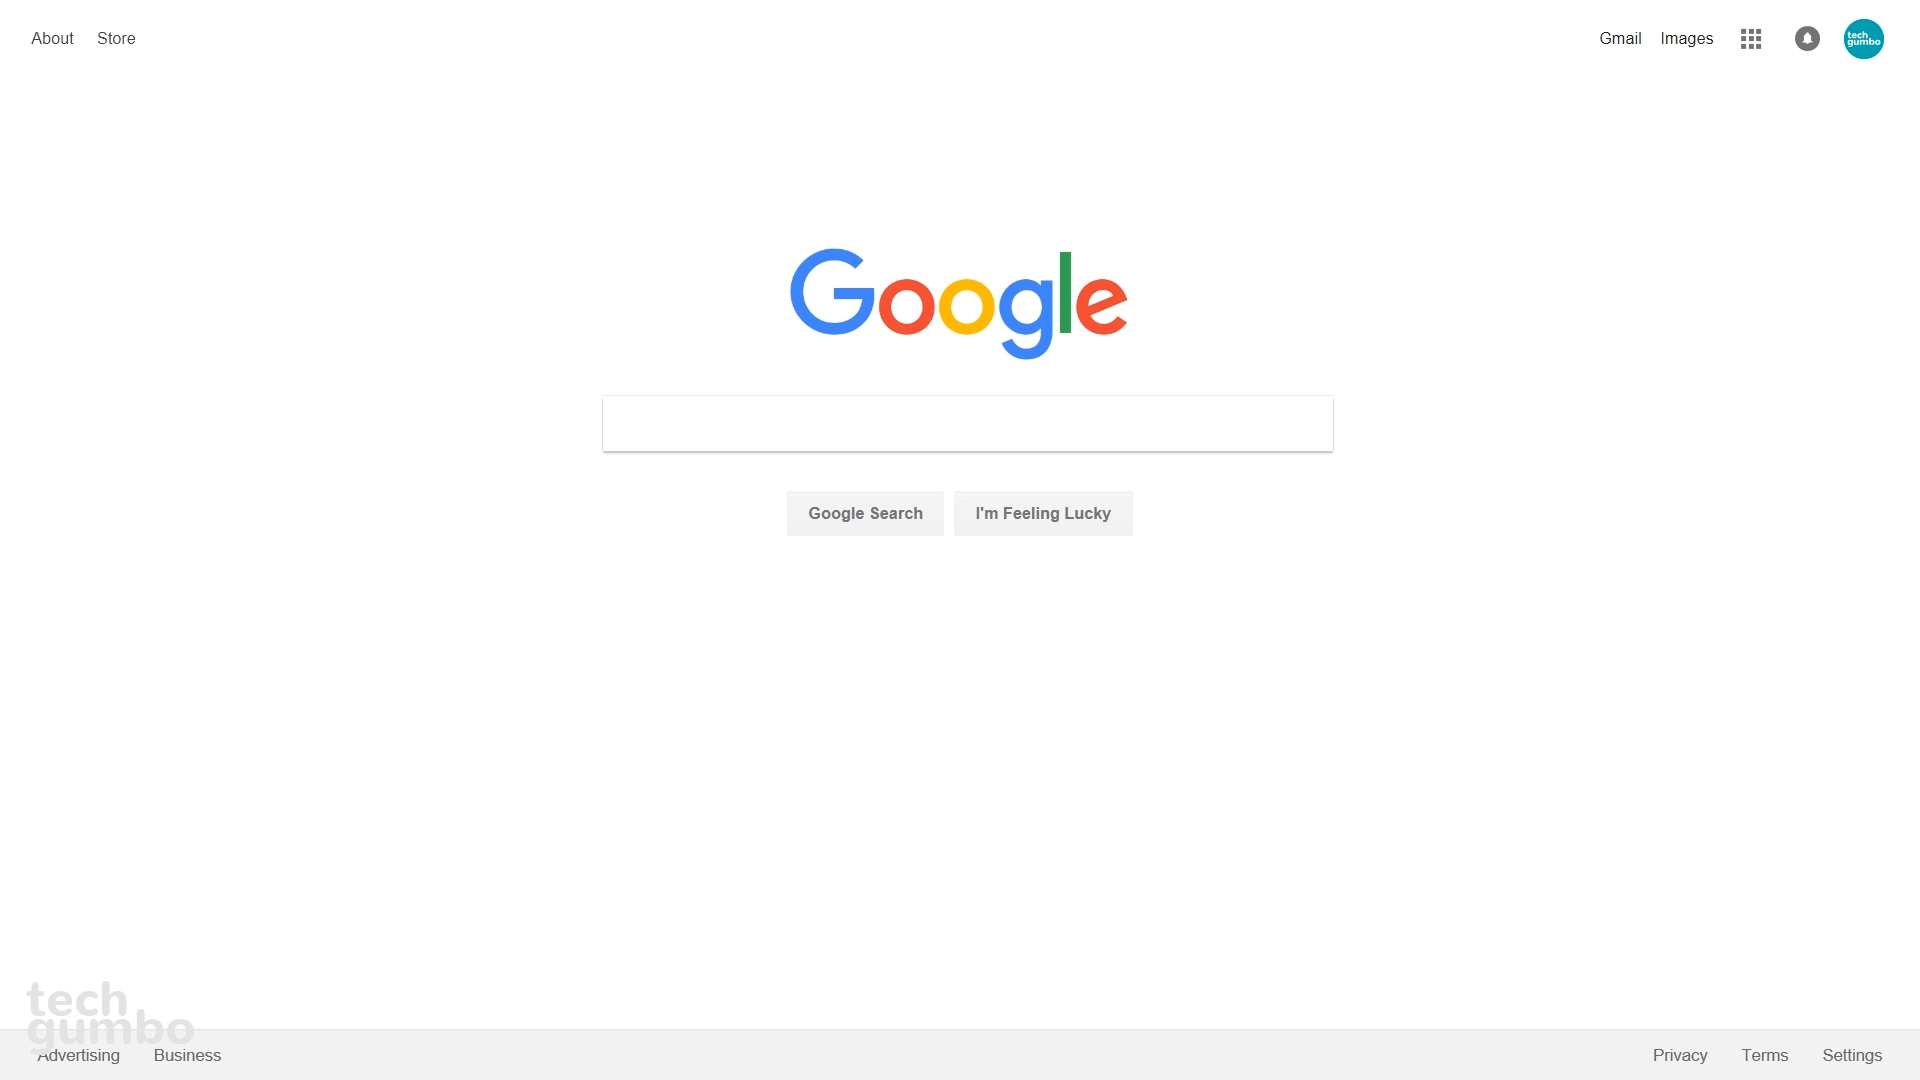 About Store
Gmail Images
tech
gumbo
Google
Google Search I'm Feeling Lucky
tech
gumbo
Advertising Business
Privacy Terms Settings